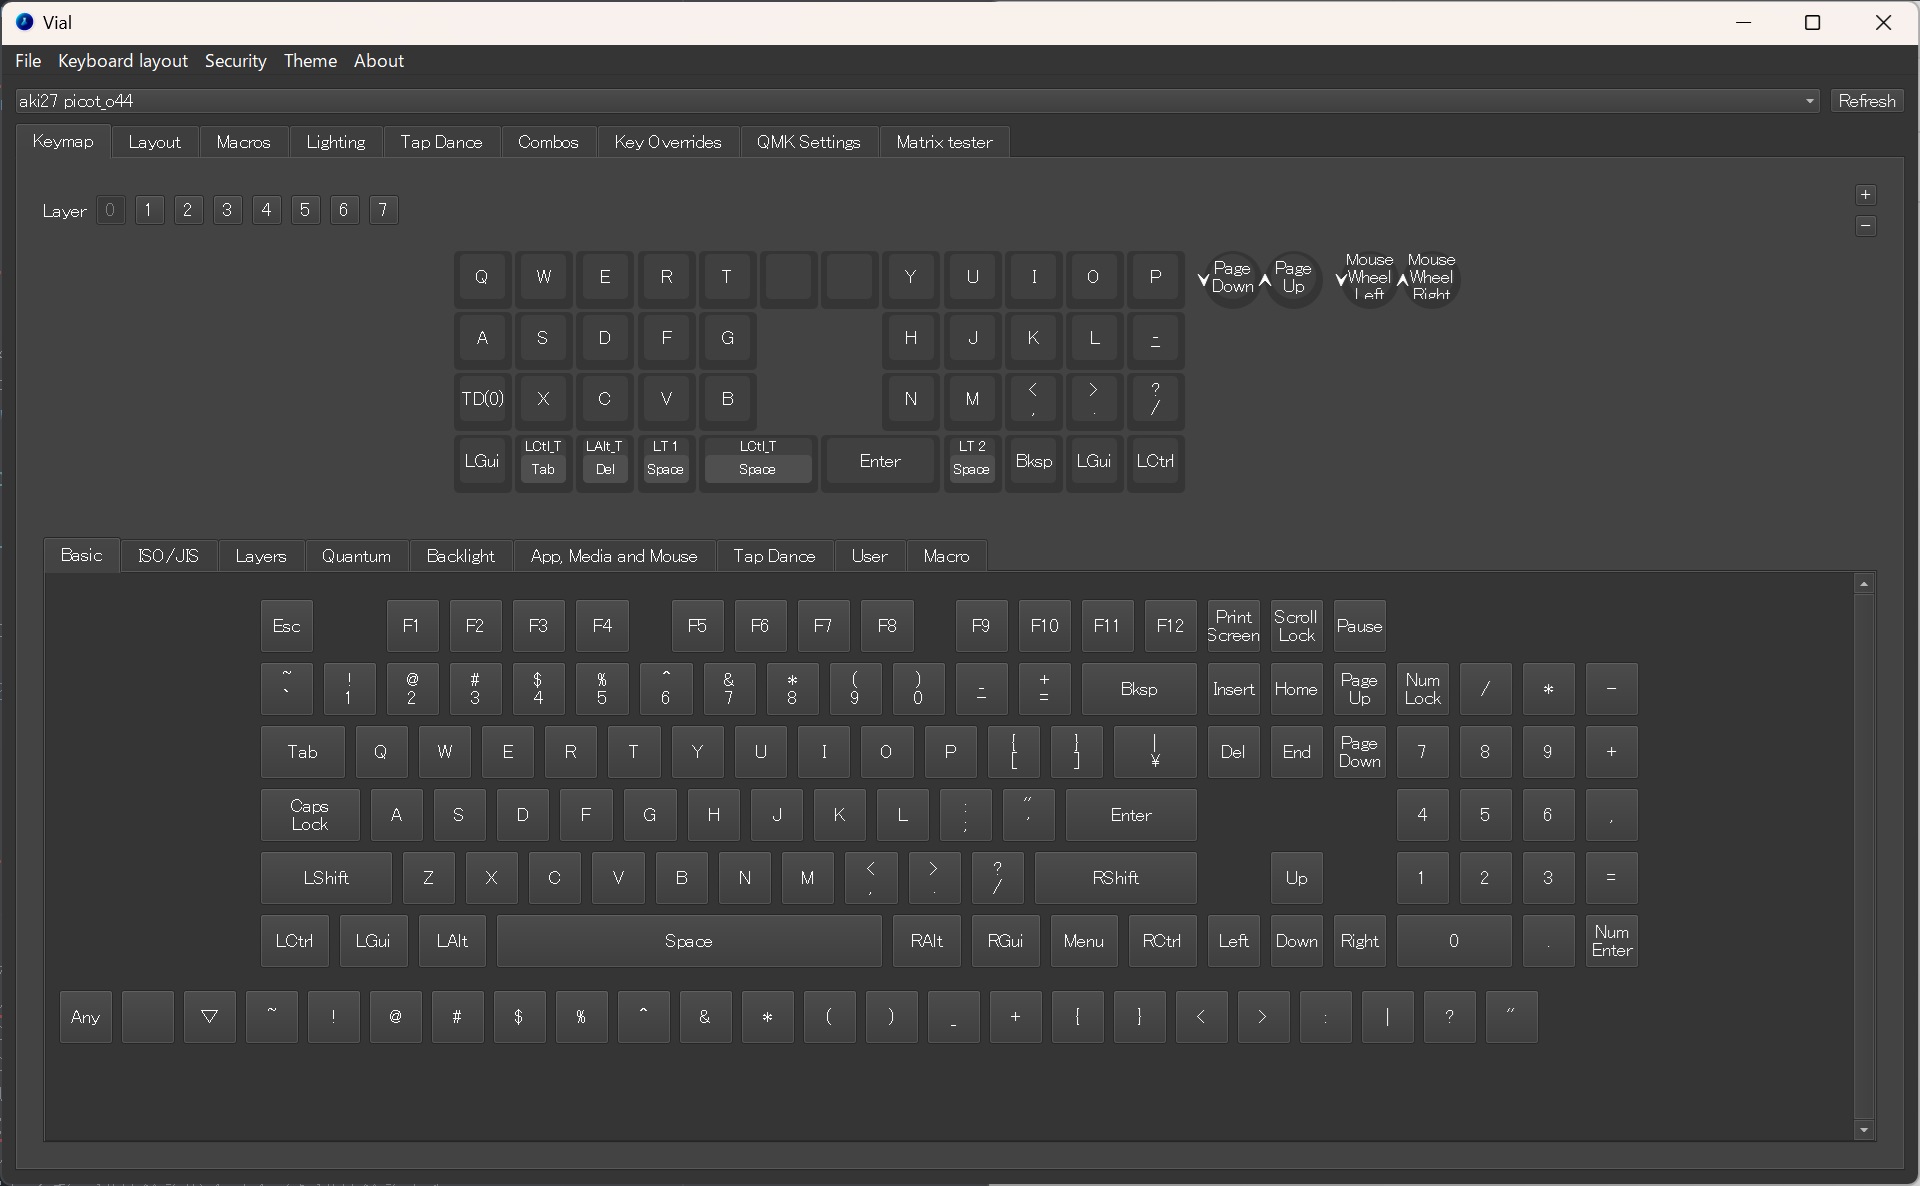 Vial
File Keyboard layout Security Theme About
aki27 picot_o44 Refresh
Keymap Layout Macros Lighting Tap Dance Combos Key Overrides QMK Settings Matrix tester
Layer 0 1 2 3 4 5 6 7
+
−
Q W E R T Y U I O P Page Down Page Up Mouse Wheel Left Mouse Wheel Right
A S D F G H J K L -
TD(0) X C V B N M < , > . ? /
LGui LCtl_T Tab LAlt_T Del LT 1 Space LCtl_T Space Enter LT 2 Space Bksp LGui LCtrl
Basic ISO/JIS Layers Quantum Backlight App, Media and Mouse Tap Dance User Macro
Esc F1 F2 F3 F4 F5 F6 F7 F8 F9 F10 F11 F12 Print Screen Scroll Lock Pause
~ ` ! 1 @ 2 # 3 $ 4 % 5 ^ 6 & 7 * 8 ( 9 ) 0 _ - + = Bksp Insert Home Page Up Num Lock / * −
Tab Q W E R T Y U I O P { [ } ] | ¥ Del End Page Down 7 8 9 +
Caps Lock A S D F G H J K L : ; " ' Enter 4 5 6 ,
LShift Z X C V B N M < , > . ? / RShift Up 1 2 3 =
LCtrl LGui LAlt Space RAlt RGui Menu RCtrl Left Down Right 0 . Num Enter
Any ▽ ~ ! @ # $ % ^ & * ( ) _ + { } < > : | ? "